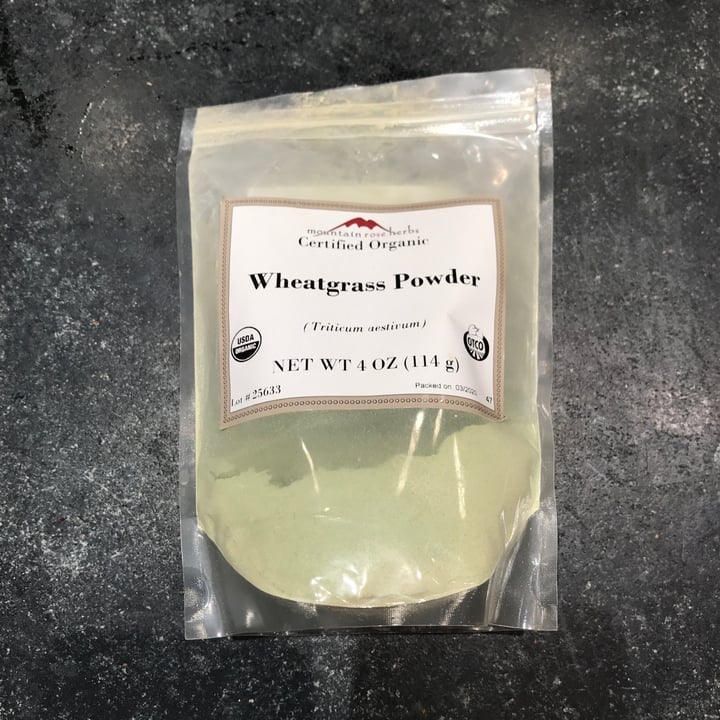 mountain rose herbs
Certified Organic
Wheatgrass Powder
(Triticum aestivum)
USDA
ORGANIC
OTCO
NET WT 4 OZ (114 g)
Lot # 25633
Packed on 03/2020
47